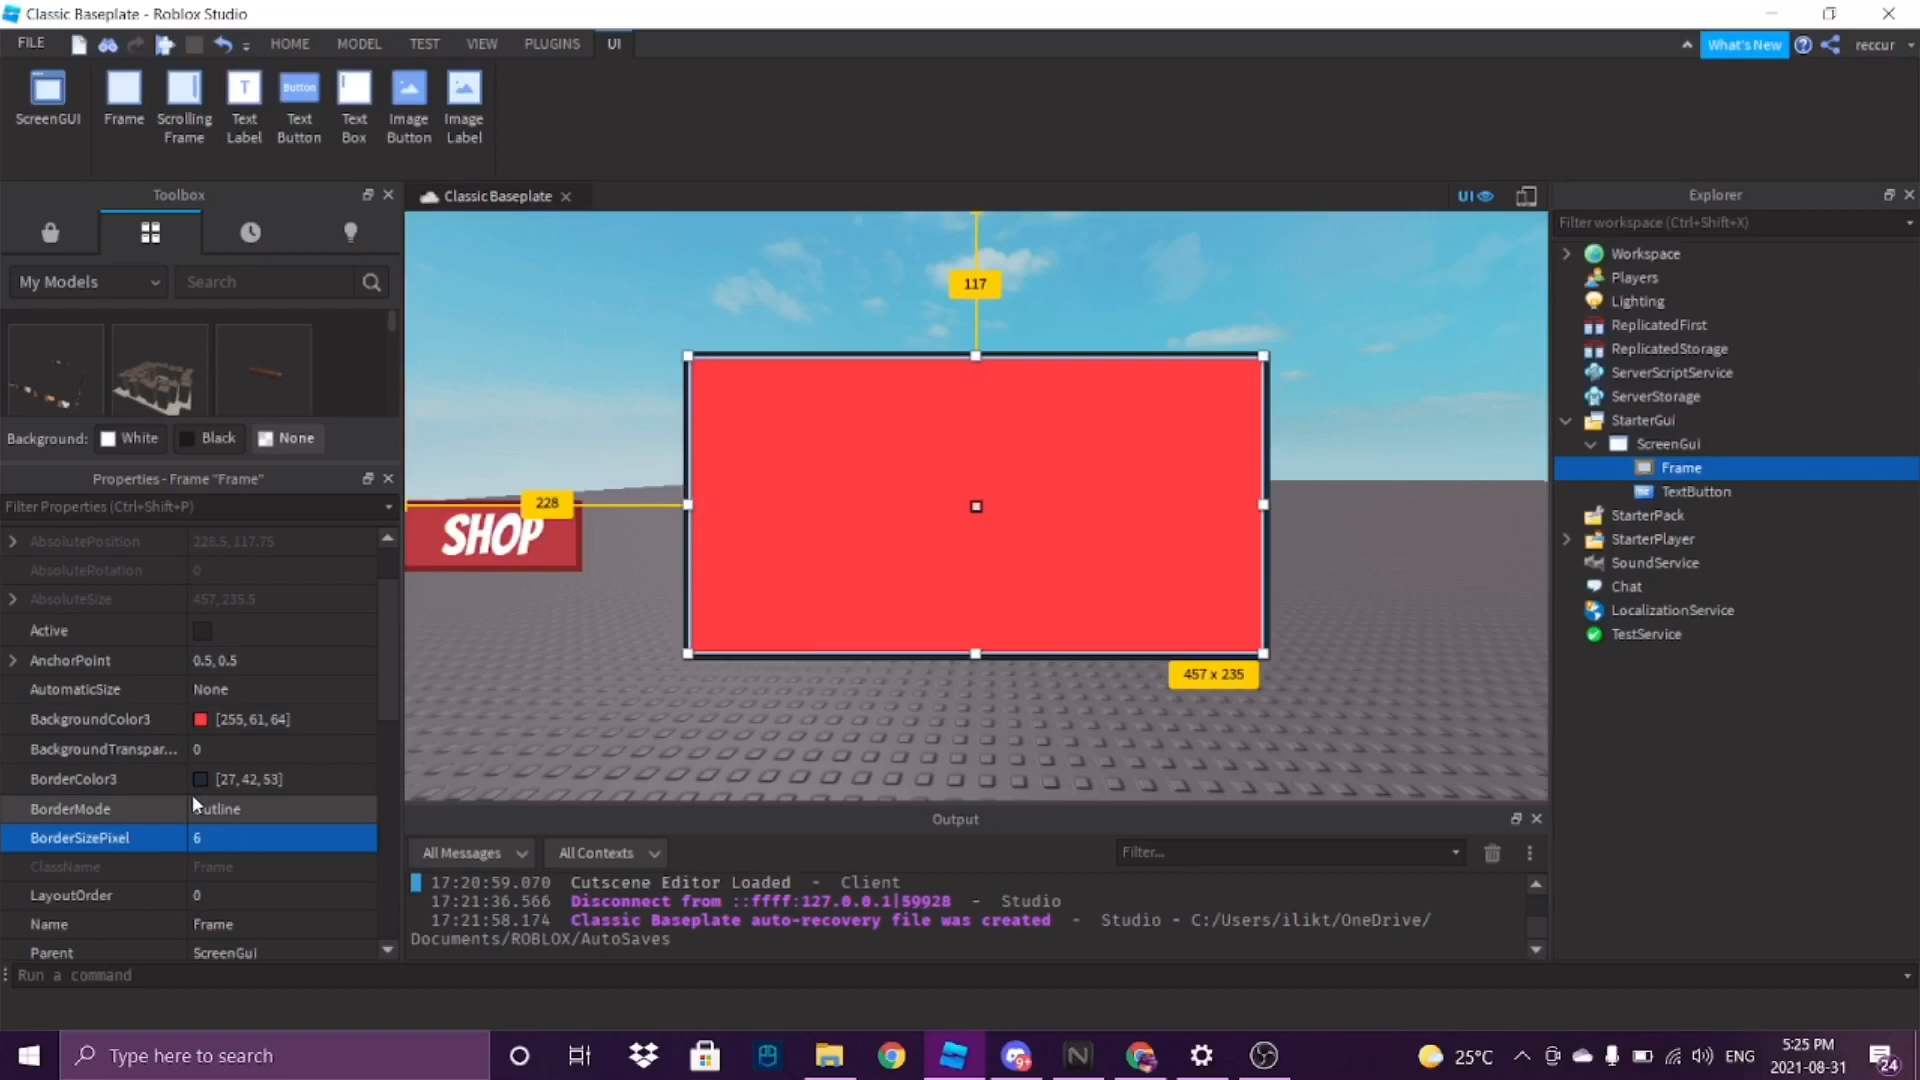 Classic Baseplate - Roblox Studio
FILE HOME MODEL TEST VIEW PLUGINS UI What's New reccur
ScreenGUI Frame Scrolling Frame Text Label Button Text Button Text Box Image Button Image Label
Toolbox
My Models Search
Background: White Black None
Properties - Frame "Frame"
Filter Properties (Ctrl+Shift+P)
AbsolutePosition 228.5, 117.75
AbsoluteRotation 0
AbsoluteSize 457, 235.5
Active
AnchorPoint 0.5, 0.5
AutomaticSize None
BackgroundColor3 [255, 61, 64]
BackgroundTranspar... 0
BorderColor3 [27, 42, 53]
BorderMode utline
BorderSizePixel 6
ClassName Frame
LayoutOrder 0
Name Frame
Parent ScreenGui
Classic Baseplate
UI
117
228
SHOP
457 x 235
Output
All Messages All Contexts Filter...
17:20:59.070 Cutscene Editor Loaded - Client
17:21:36.566 Disconnect from ::ffff:127.0.0.1|59928 - Studio
17:21:58.174 Classic Baseplate auto-recovery file was created - Studio - C:/Users/ilikt/OneDrive/
Documents/ROBLOX/AutoSaves
Explorer
Filter workspace (Ctrl+Shift+X)
Workspace
Players
Lighting
ReplicatedFirst
ReplicatedStorage
ServerScriptService
ServerStorage
StarterGui
ScreenGui
Frame
TextButton
StarterPack
StarterPlayer
SoundService
Chat
LocalizationService
TestService
Run a command
Type here to search
9+
N
25°C
ENG
5:25 PM
2021-08-31
24